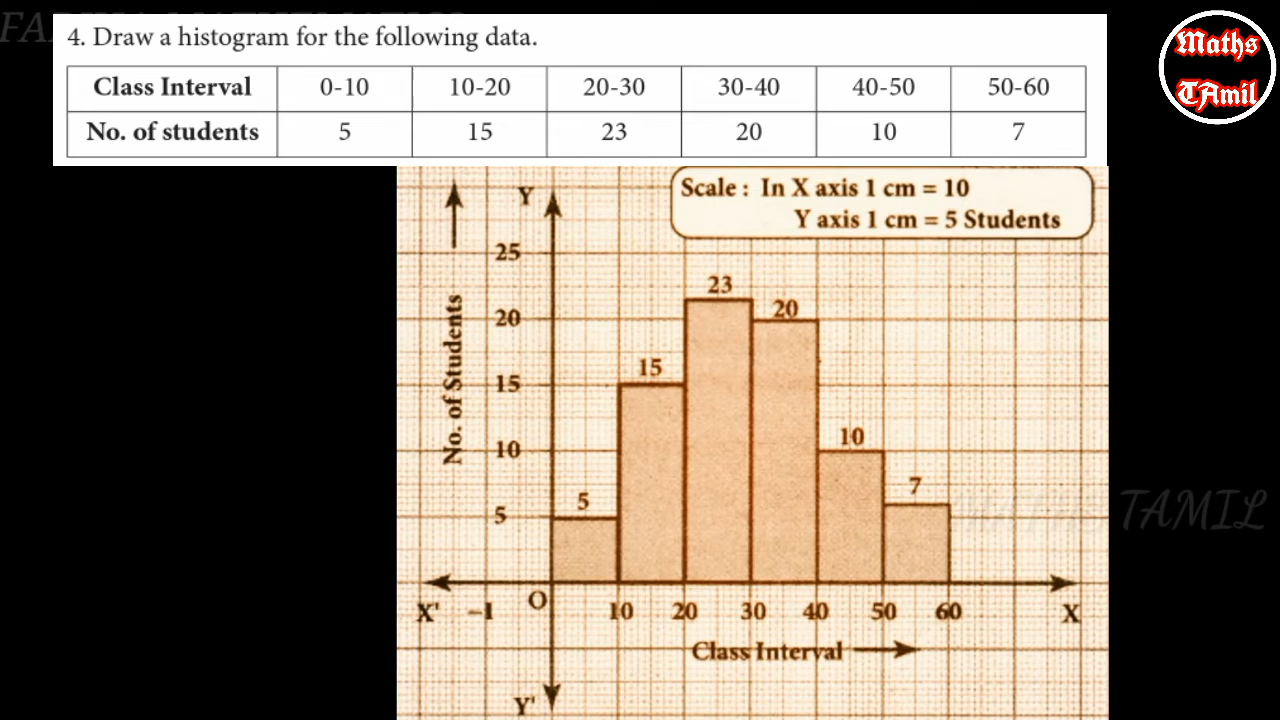 4. Draw a histogram for the following data.
Class Interval 0-10 10-20 20-30 30-40 40-50 50-60
No. of students 5 15 23 20 10 7
Maths
TAmil
Scale : In X axis 1 cm = 10
Y axis 1 cm = 5 Students
Y
25
23
20
20
15
15
10
10
7
5
5
No. of Students
O
X' –1 10 20 30 40 50 60 X
Class Interval
Y'
MATHS TAMIL